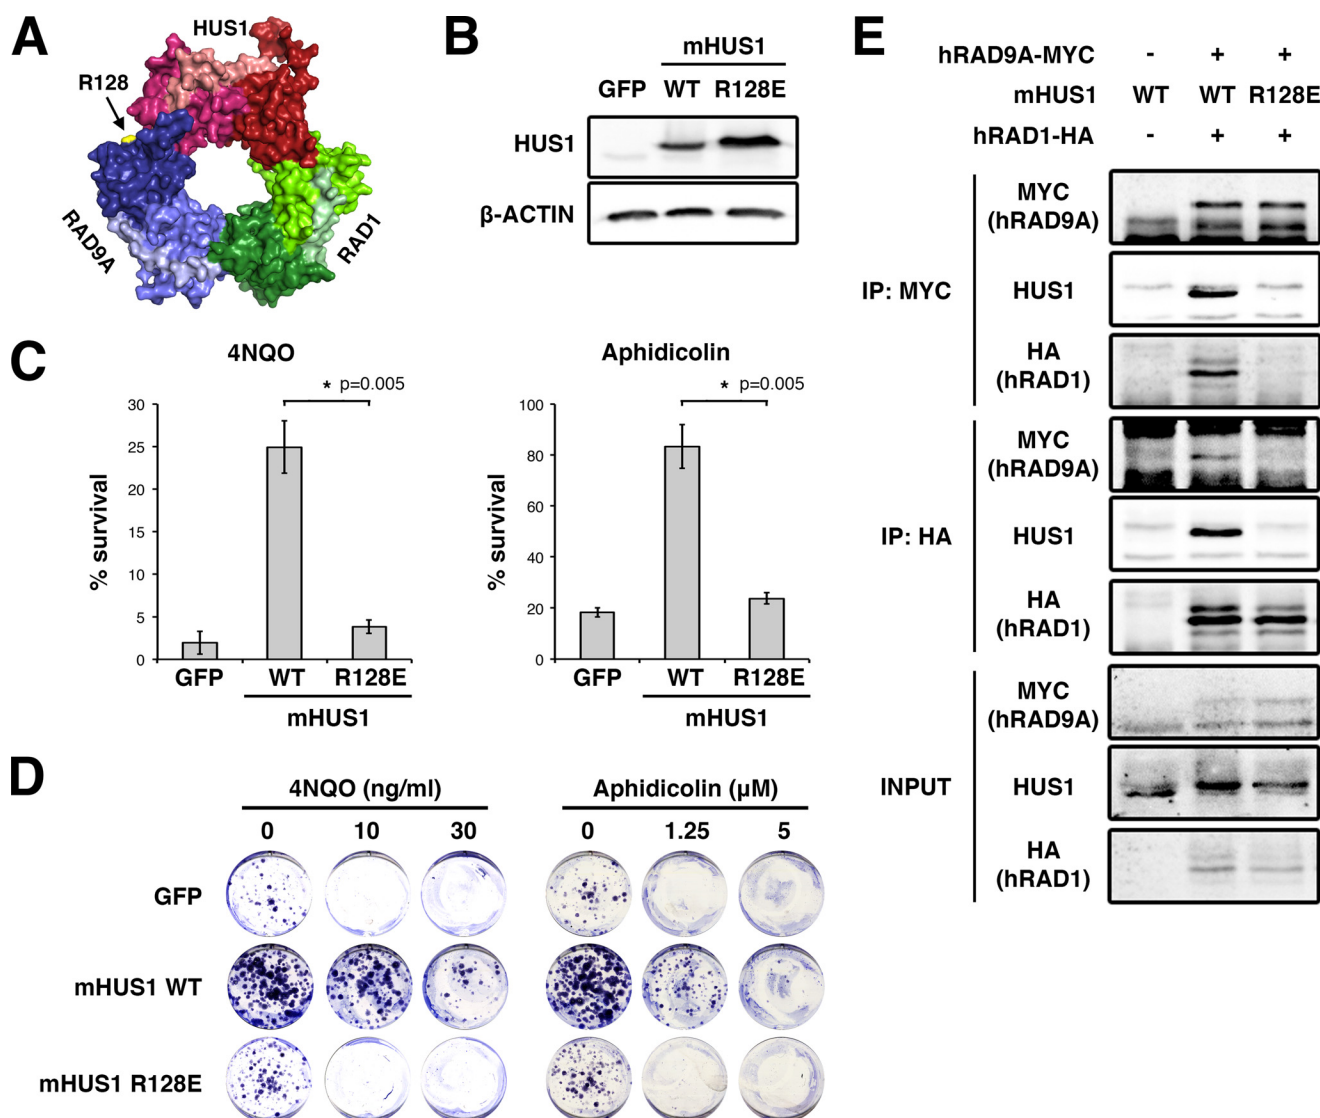 A
HUS1
R128
RAD9A
RAD1
B
mHUS1
GFP WT R128E
HUS1
β-ACTIN
C
4NQO
* p=0.005
% survival
30
25
20
15
10
5
0
GFP WT R128E
mHUS1
Aphidicolin
* p=0.005
% survival
100
80
60
40
20
0
GFP WT R128E
mHUS1
D
4NQO (ng/ml)
0 10 30
Aphidicolin (µM)
0 1.25 5
GFP
mHUS1 WT
mHUS1 R128E
E
hRAD9A-MYC - + +
mHUS1 WT WT R128E
hRAD1-HA - + +
IP: MYC
MYC
(hRAD9A)
HUS1
HA
(hRAD1)
IP: HA
MYC
(hRAD9A)
HUS1
HA
(hRAD1)
INPUT
MYC
(hRAD9A)
HUS1
HA
(hRAD1)